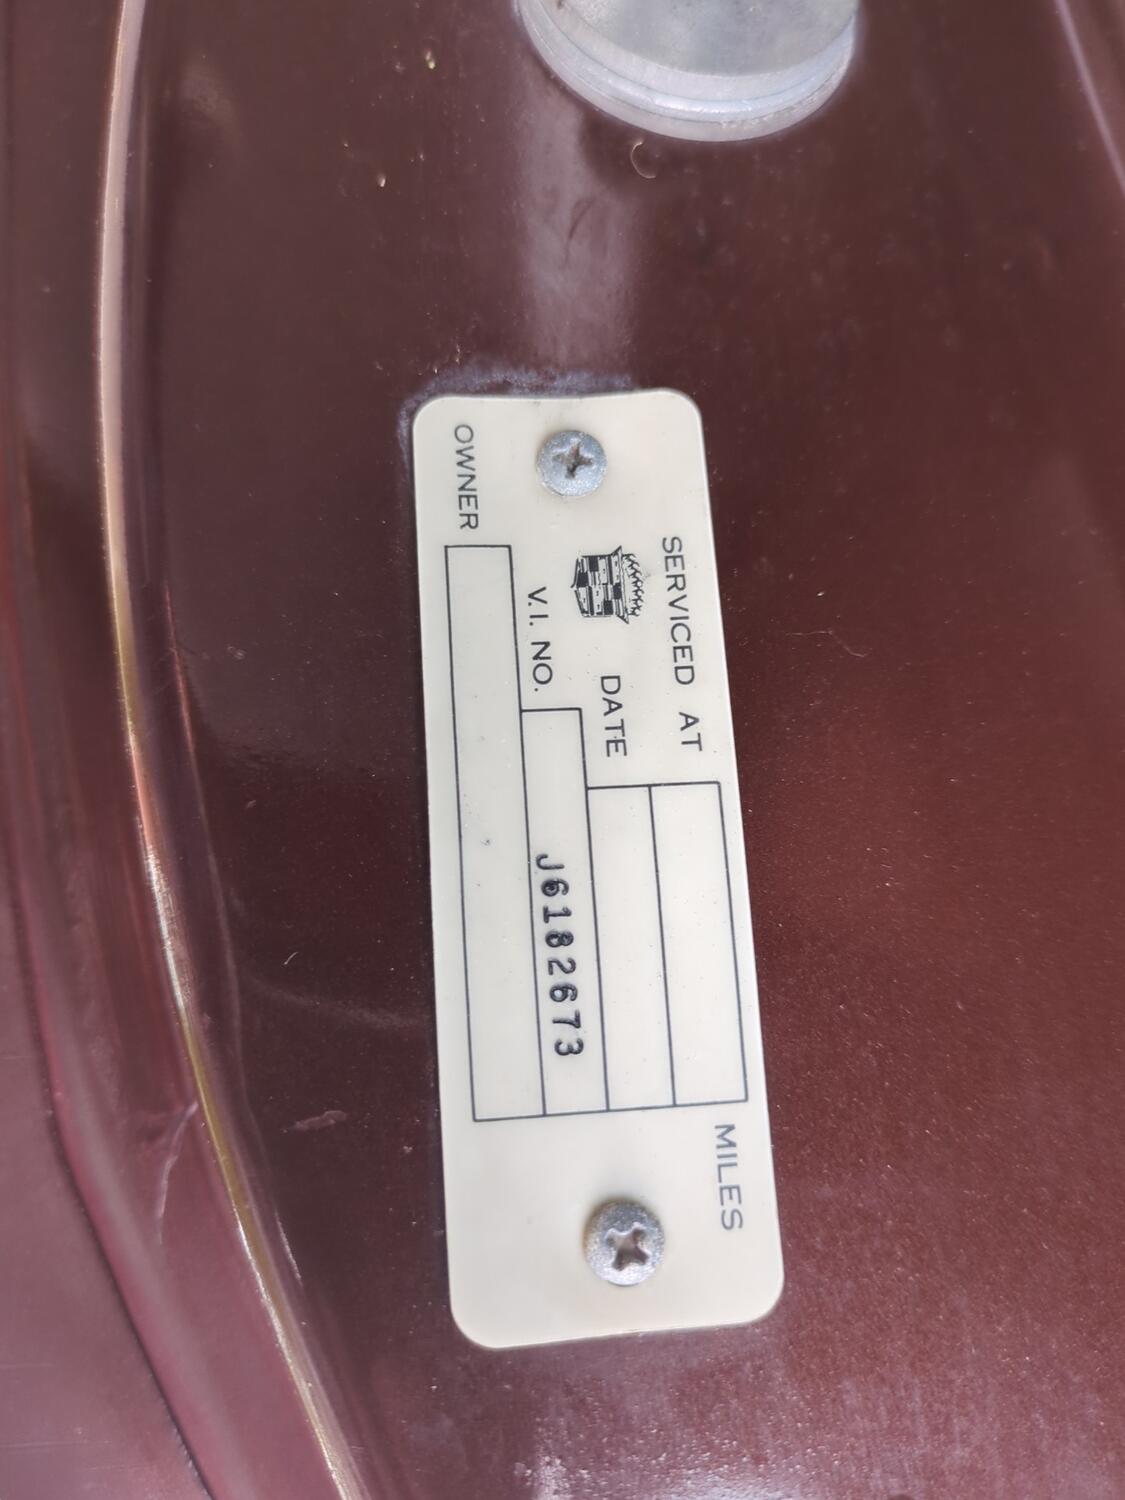 SERVICED AT
MILES
DATE
V.I. NO. J6182673
OWNER